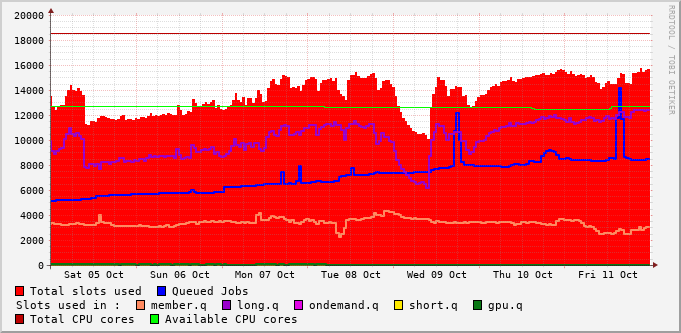 20000
18000
16000
14000
12000
10000
8000
6000
4000
2000
0
Sat 05 Oct Sun 06 Oct Mon 07 Oct Tue 08 Oct Wed 09 Oct Thu 10 Oct Fri 11 Oct
Total slots used Queued Jobs
Slots used in : member.q long.q ondemand.q short.q gpu.q
Total CPU cores Available CPU cores
RRDTOOL / TOBI OETIKER